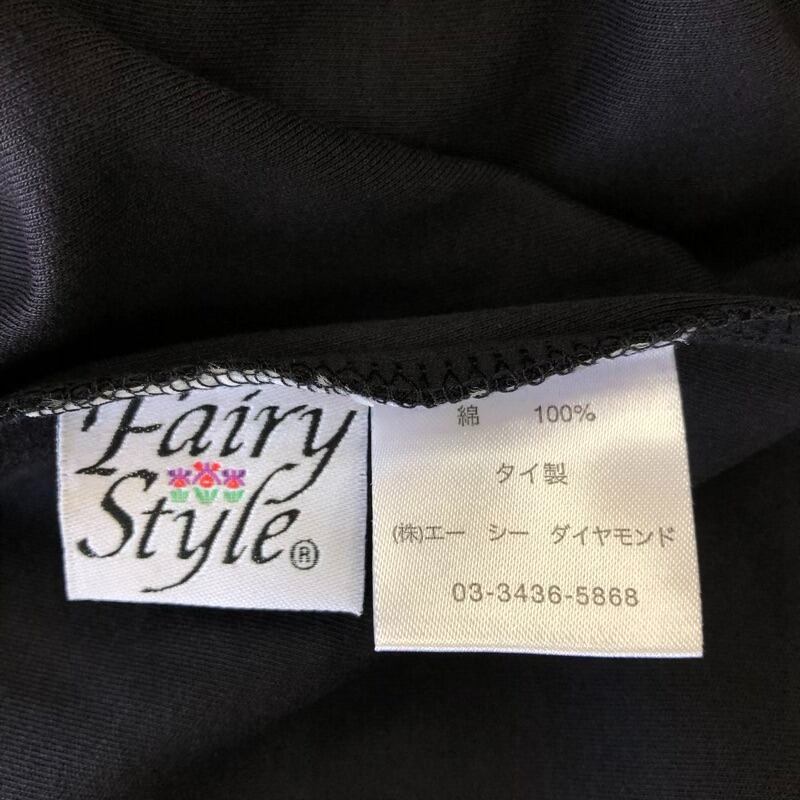 Fairy
Style®
綿 100%
タイ製
(株)エー シー ダイヤモンド
03-3436-5868